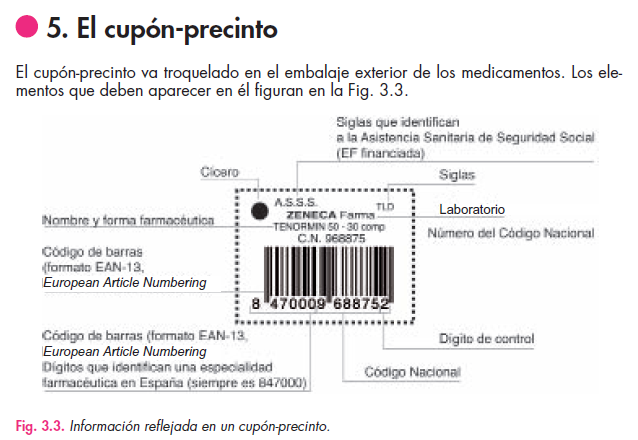 5. El cupón-precinto
El cupón-precinto va troquelado en el embalaje exterior de los medicamentos. Los ele-
mentos que deben aparecer en él figuran en la Fig. 3.3.
Siglas que identifican
a la Asistencia Sanitaria de Seguridad Social
(EF financiada)
Cícero
Siglas
A.S.S.S.
TLD
ZENECA Farma
Laboratorio
Nombre y forma farmacéutica
TENORMIN 50 - 30 comp
C.N. 968875
Número del Código Nacional
Código de barras
(formato EAN-13,
European Article Numbering
8 470009 688752
Código de barras (formato EAN-13,
European Article Numbering
Dígitos que identifican una especialidad
farmacéutica en España (siempre es 847000)
Dígito de control
Código Nacional
Fig. 3.3. Información reflejada en un cupón-precinto.